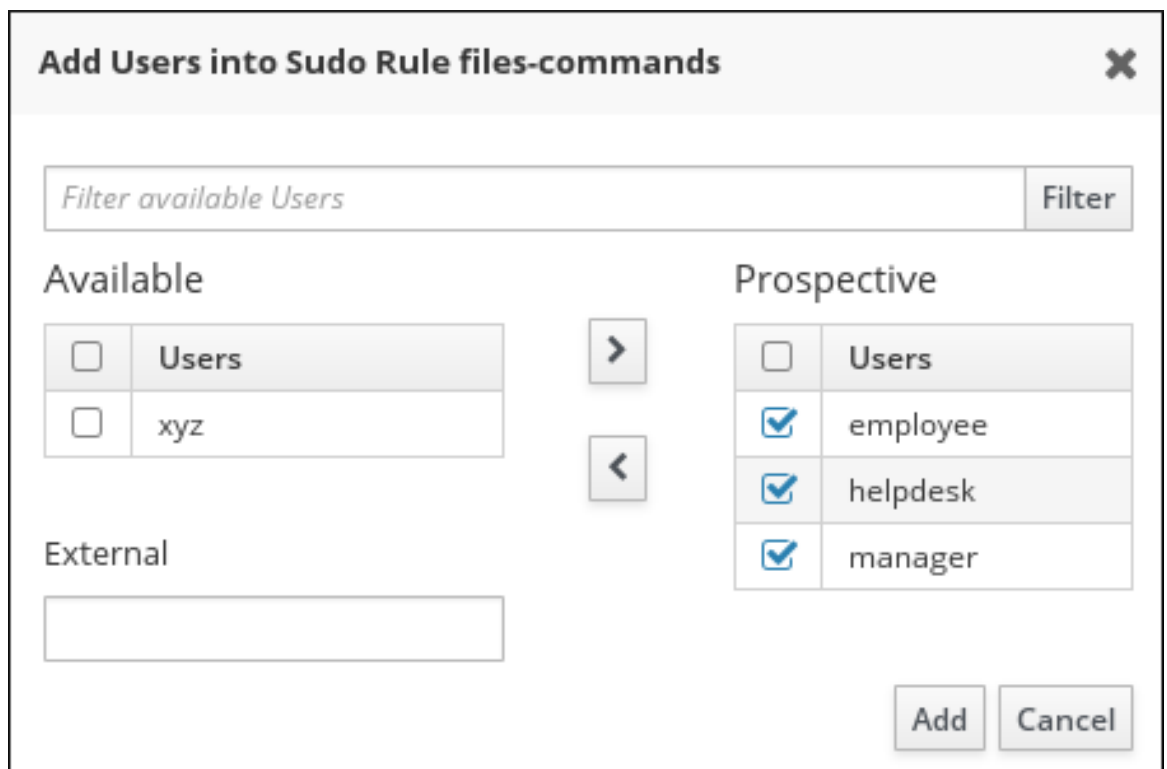 Add Users into Sudo Rule files-commands
Filter available Users
Filter
Available
Users
xyz
External
Prospective
Users
employee
helpdesk
manager
Add
Cancel